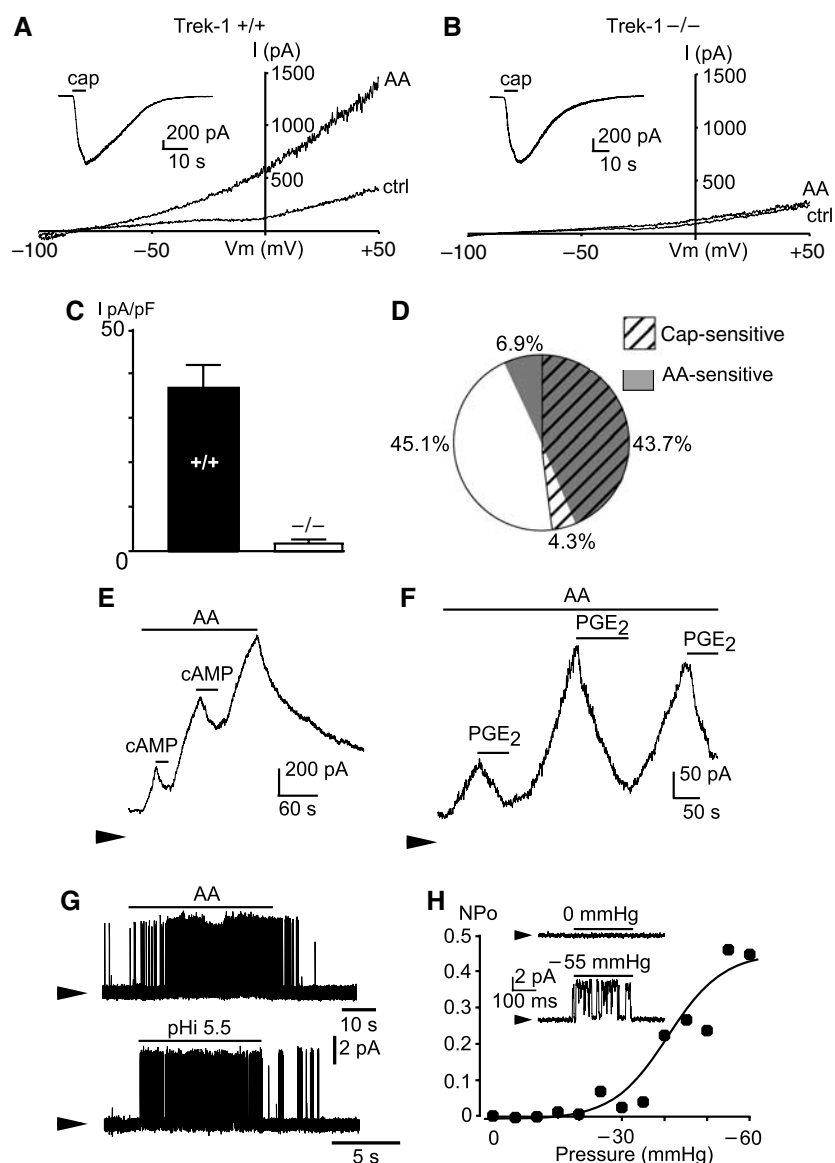 A
Trek-1 +/+
I (pA)
1500
1000
500
cap
200 pA
10 s
AA
ctrl
−100
−50
Vm (mV)
+50
B
Trek-1 −/−
I (pA)
1500
1000
500
cap
200 pA
10 s
AA
ctrl
−100
−50
Vm (mV)
+50
C
I pA/pF
50
+/+
−/−
0
D
6.9%
45.1%
43.7%
4.3%
Cap-sensitive
AA-sensitive
E
AA
cAMP
cAMP
200 pA
60 s
F
AA
PGE2
PGE2
PGE2
50 pA
50 s
G
AA
10 s
pHi 5.5
2 pA
5 s
H
NPo
0.5
0.4
0.3
0.2
0.1
0
0 mmHg
−55 mmHg
2 pA
100 ms
0
−30
−60
Pressure (mmHg)